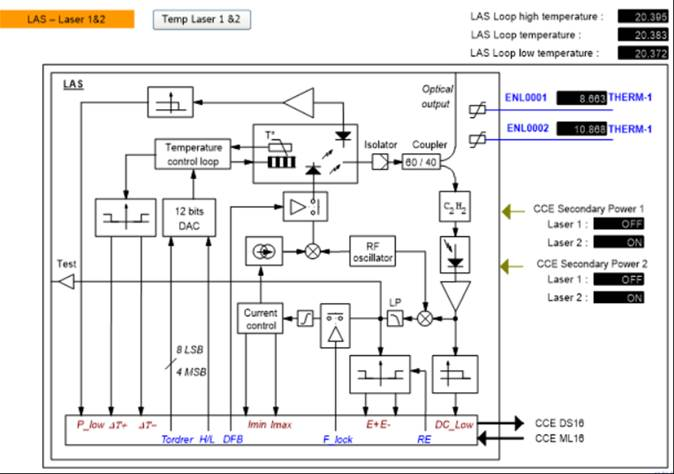 LAS – Laser 1&2
Temp Laser 1 &2
LAS Loop high temperature : 20.395
LAS Loop temperature : 20.383
LAS Loop low temperature : 20.372
LAS
Optical
output
ENL0001 8.663 THERM-1
ENL0002 10.868 THERM-1
T°
Temperature
control loop
Isolator
Coupler
60 / 40
12 bits
DAC
C2H2
CCE Secondary Power 1
Laser 1 : OFF
Laser 2 : ON
RF
oscillator
CCE Secondary Power 2
Laser 1 : OFF
Laser 2 : ON
Test
Current
control
LP
8 LSB
4 MSB
P_low ΔT+ ΔT− Imin Imax E+ E- DC_Low
Tordrer H/L DFB F_lock RE
CCE DS16
CCE ML16